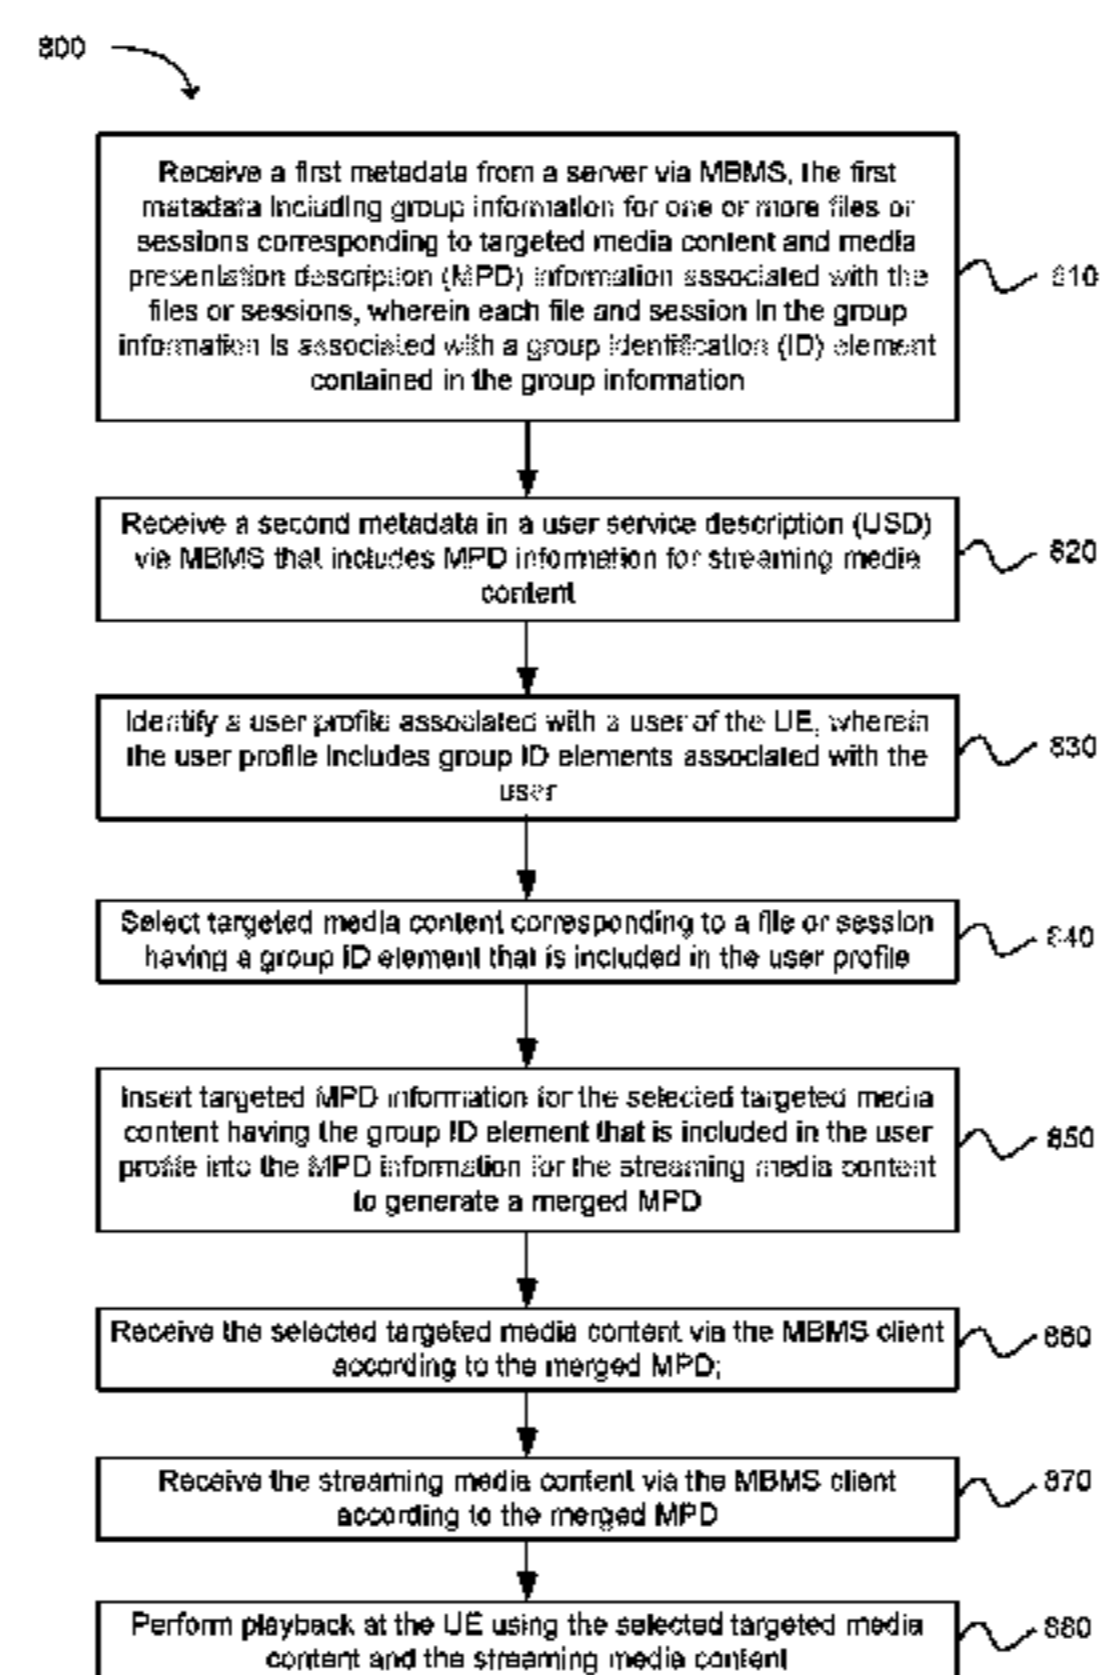 800
Receive a first metadata from a server via MBMS, the first
matadata including group information for one or more files or
sessions corresponding to targeted media content and media
presentation description (MPD) information associated with the
files or sessions, wherein each file and session in the group
information is associated with a group identification (ID) element
contained in the group information
810
Receive a second metadata in a user service description (USD)
via MBMS that includes MPD information for streaming media
content
820
Identify a user profile associated with a user of the UE, wherein
the user profile includes group ID elements associated with the
user
830
Select targeted media content corresponding to a file or session
having a group ID element that is included in the user profile
840
Insert targeted MPD information for the selected targeted media
content having the group ID element that is included in the user
profile into the MPD information for the streaming media content
to generate a merged MPD
850
Receive the selected targeted media content via the MBMS client
according to the merged MPD;
860
Receive the streaming media content via the MBMS client
according to the merged MPD
870
Perform playback at the UE using the selected targeted media
content and the streaming media content
880